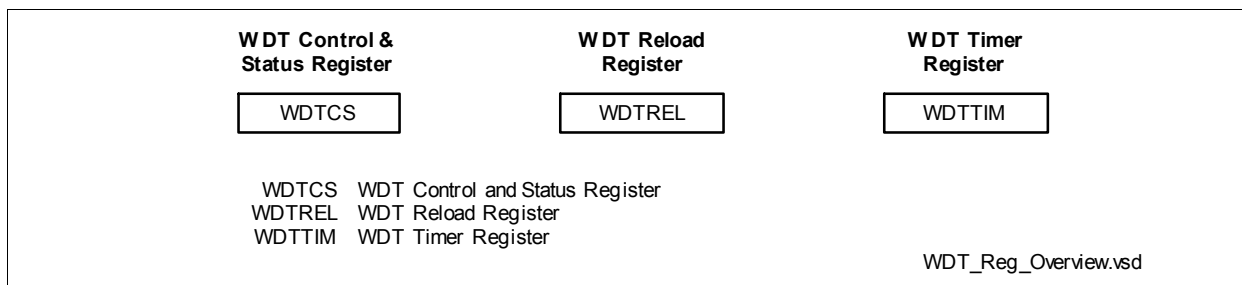 WDT Control &
Status Register
WDT Reload
Register
WDT Timer
Register
WDTCS
WDTREL
WDTTIM
WDTCS WDT Control and Status Register
WDTREL WDT Reload Register
WDTTIM WDT Timer Register
WDT_Reg_Overview.vsd